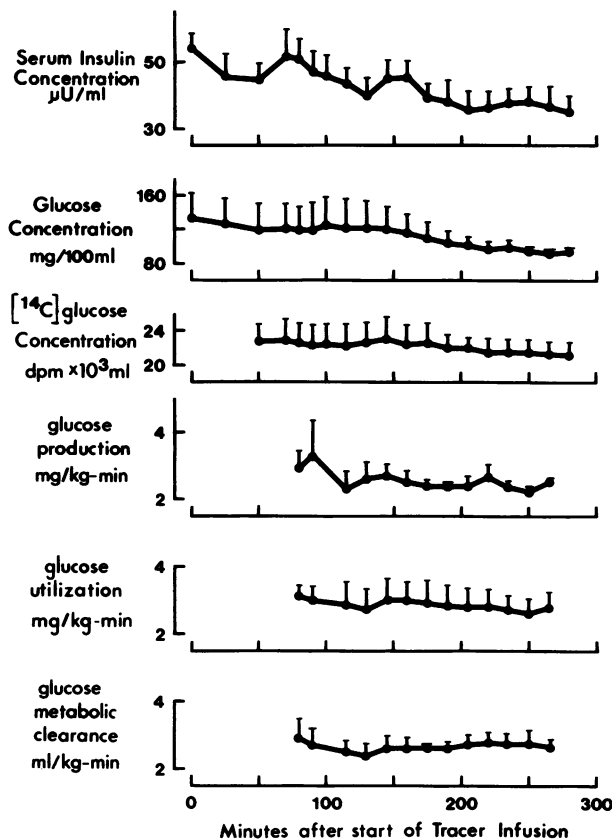 Serum Insulin
Concentration
µU/ml
50
30
Glucose
Concentration
mg/100ml
160
80
[¹⁴C] glucose
Concentration
dpm x10³ml
24
20
glucose
production
mg/kg-min
4
2
glucose
utilization
mg/kg-min
4
2
glucose
metabolic
clearance
ml/kg-min
4
2
0 100 200 300
Minutes after start of Tracer Infusion